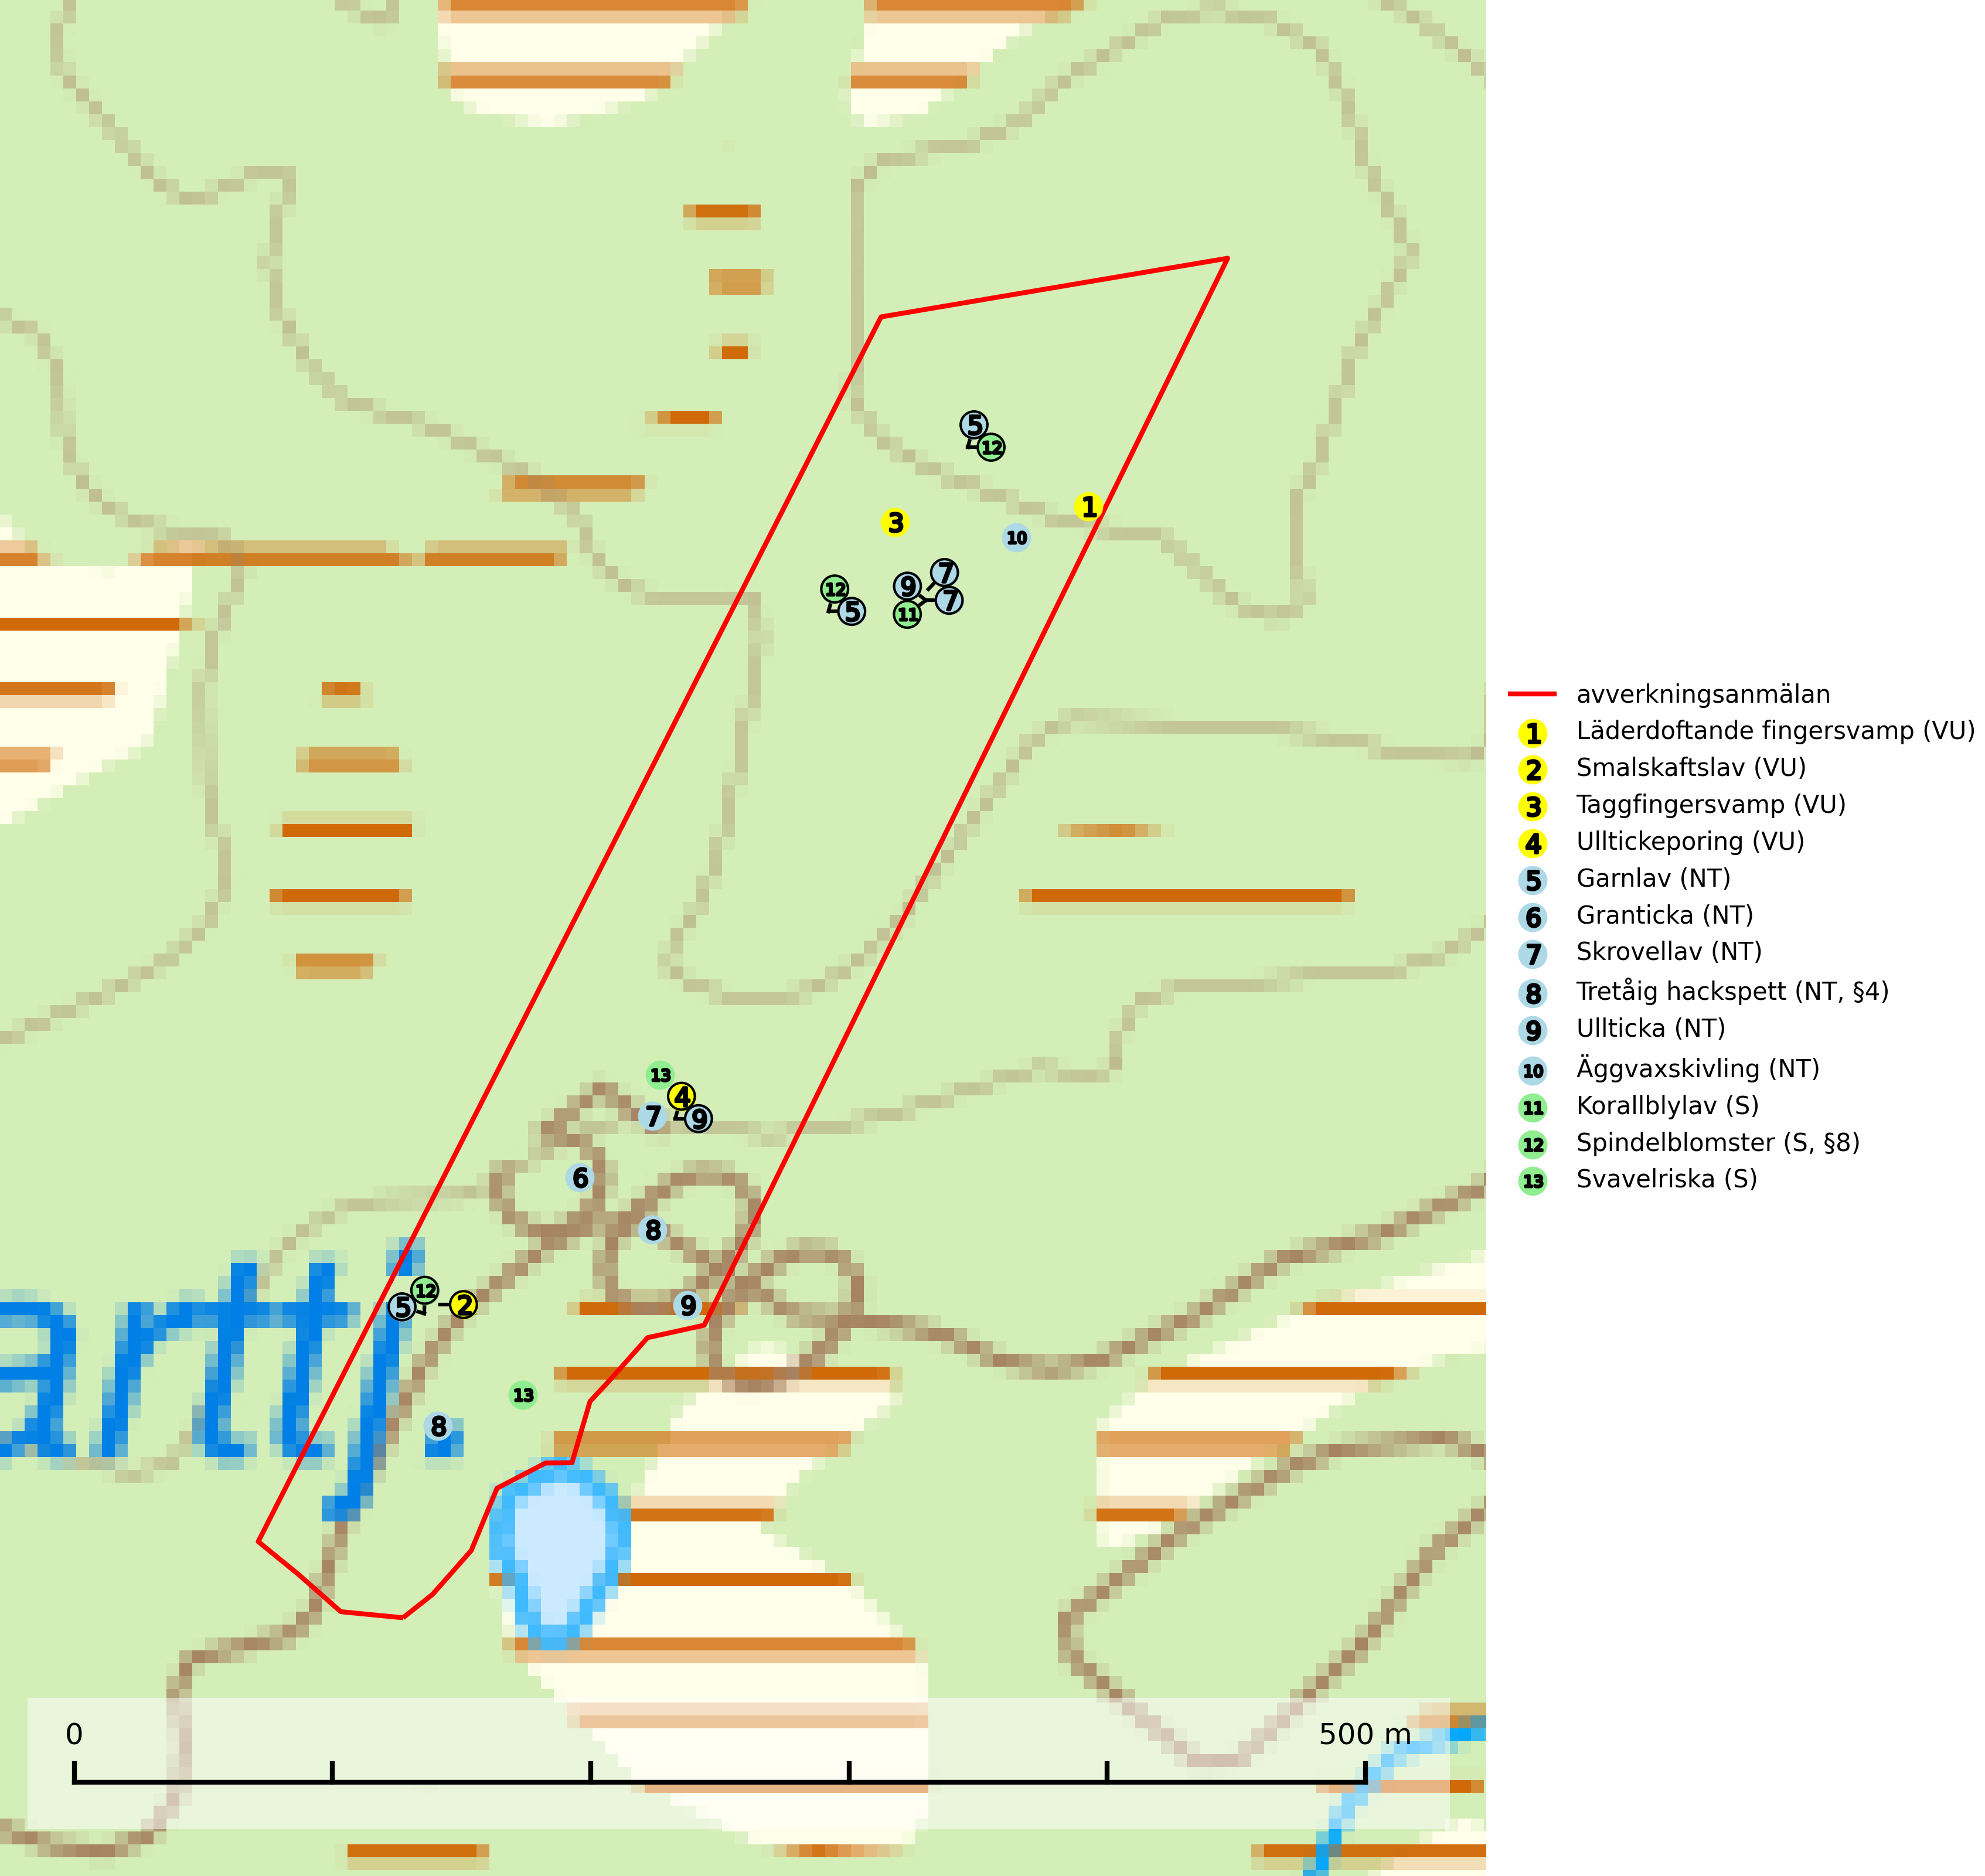 5
12
1
3
10
7
12
9
7
5
11
13
4
7
9
6
8
12
5
2
9
artj
13
8
0
500 m
avverkningsanmälan
1 Läderdoftande fingersvamp (VU)
2 Smalskaftslav (VU)
3 Taggfingersvamp (VU)
4 Ullticke­poring (VU)
5 Garnlav (NT)
6 Granticka (NT)
7 Skrovellav (NT)
8 Tretåig hackspett (NT, §4)
9 Ullticka (NT)
10 Äggvaxskivling (NT)
11 Korallblylav (S)
12 Spindelblomster (S, §8)
13 Svavelriska (S)